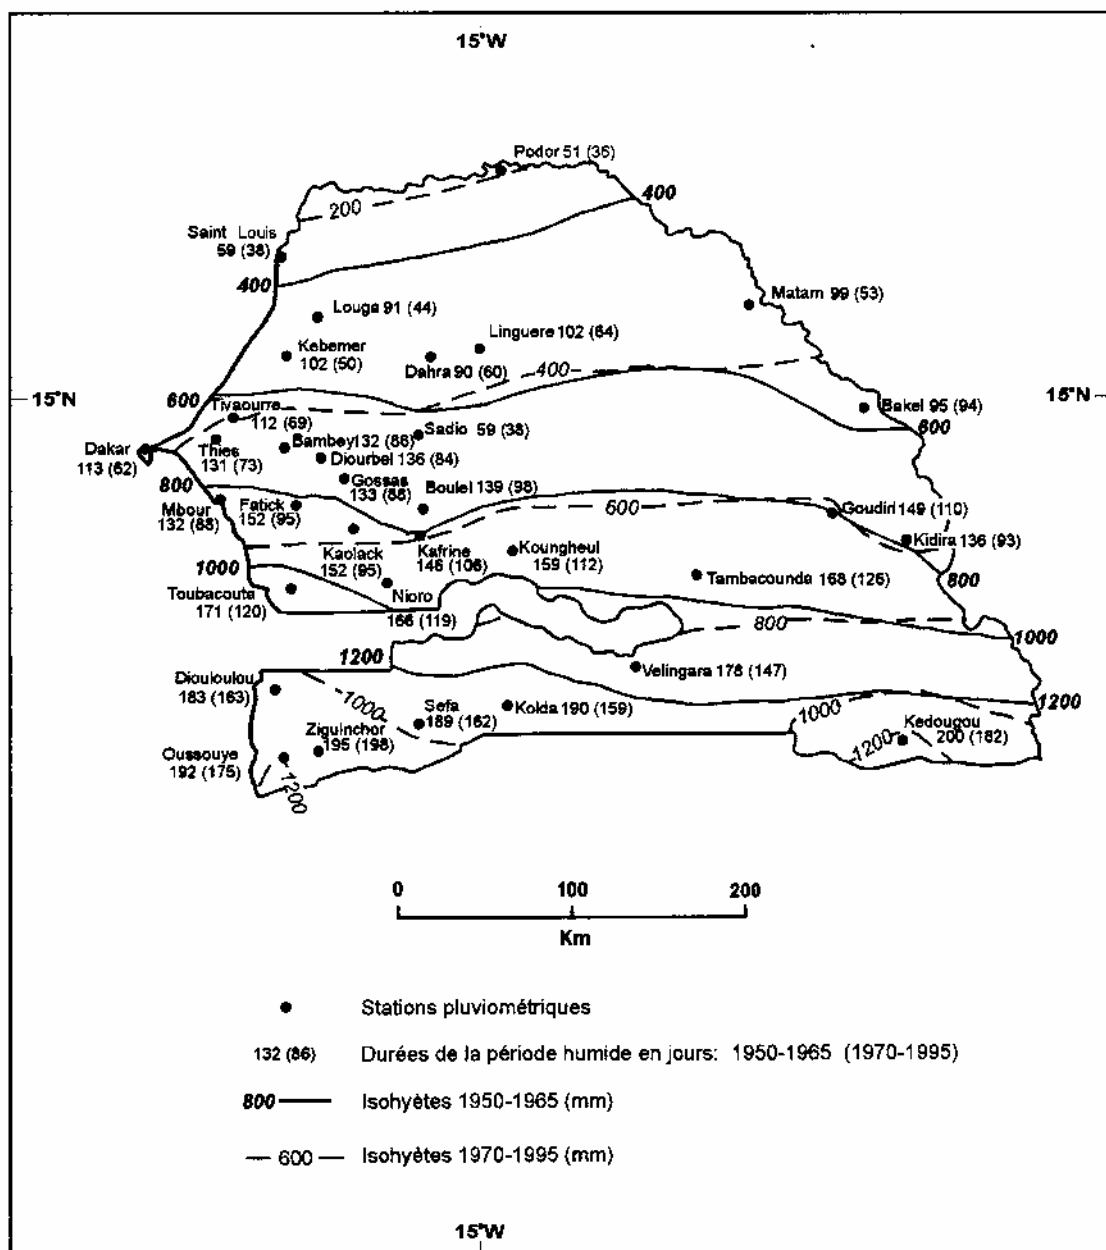 15°W
Podor 51 (36)
200
400
Saint Louis
59 (38)
400
Matam 99 (53)
Louga 91 (44)
Linguere 102 (64)
Kebemer
102 (50)
Dahra 90 (60)
400
15°N
15°N
600
Tivaourre
112 (69)
Bakel 95 (94)
600
Sadio 59 (38)
Dakar
113 (62)
Thies
131 (73)
Bambey 132 (86)
Diourbel 136 (84)
Gossas
133 (88)
Boulel 139 (98)
800
Mbour
132 (88)
Fatick
152 (95)
600
Goudiri 149 (110)
Kidira 136 (93)
Kaolack
152 (95)
Kafrine
146 (106)
Koungheul
159 (112)
1000
Tambacounda 168 (126)
800
Toubacouta
171 (120)
Nioro
166 (119)
800
1000
1200
Velingara 178 (147)
Diouloulou
183 (163)
1000
Sefa
189 (162)
Kolda 190 (159)
1000
1200
Kedougou
200 (182)
Ziguinchor
195 (198)
1200
Oussouye
192 (175)
1200
0 100 200
Km
Stations pluviométriques
132 (86) Durées de la période humide en jours: 1950-1965 (1970-1995)
800 Isohyètes 1950-1965 (mm)
600 Isohyètes 1970-1995 (mm)
15°W